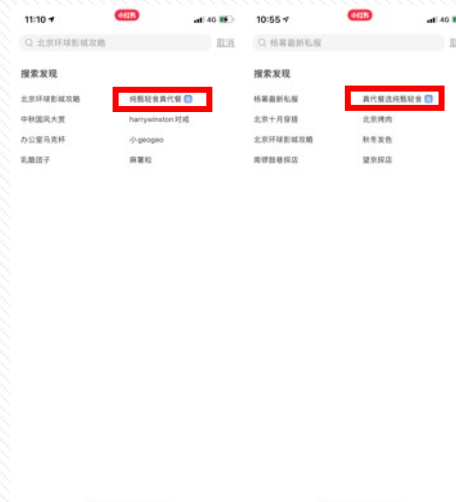 11:10
小红书
4G
北京环球影城攻略
取消
搜索发现
北京环球影城攻略
纯甄轻食真代餐
中秋国风大赏
harrywinston对戒
办公室马克杯
小geogeo
乳酪团子
麻薯松
10:55
小红书
4G
杨幂最新私服
取
搜索发现
杨幂最新私服
真代餐选纯甄轻食
北京十月穿搭
北京烤肉
北京环球影城攻略
秋冬发色
南锣鼓巷探店
望京探店